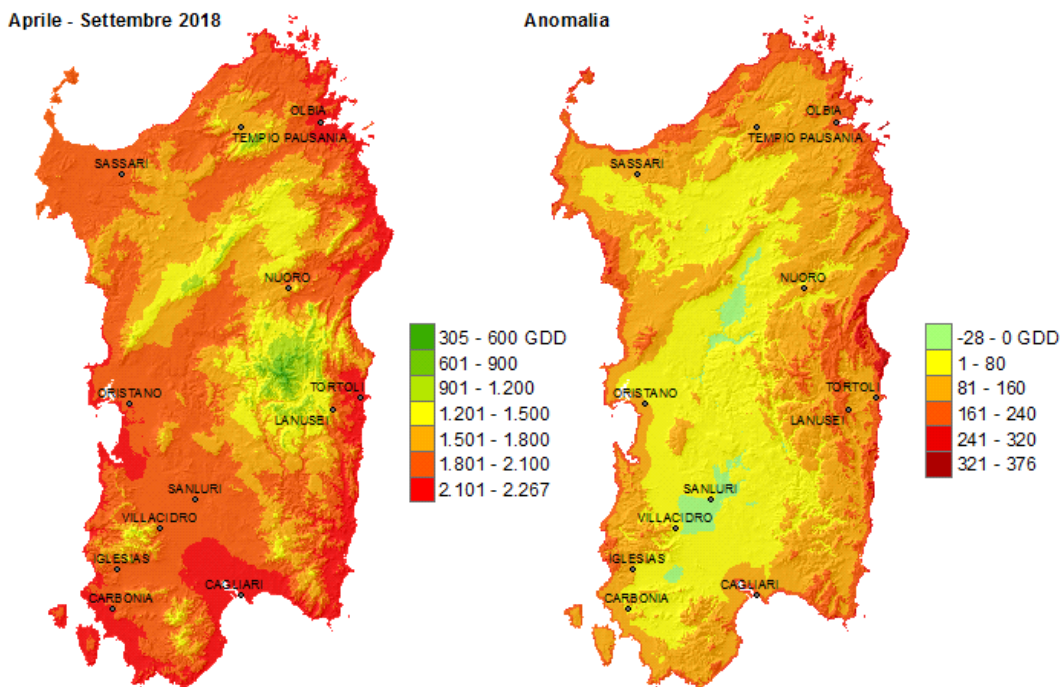 Aprile - Settembre 2018
OLBIA
TEMPIO PAUSANIA
SASSARI
NUORO
ORISTANO
TORTOLI
LANUSEI
SANLURI
VILLACIDRO
IGLESIAS
CAGLIARI
CARBONIA
305 - 600 GDD
601 - 900
901 - 1.200
1.201 - 1.500
1.501 - 1.800
1.801 - 2.100
2.101 - 2.267
Anomalia
OLBIA
TEMPIO PAUSANIA
SASSARI
NUORO
ORISTANO
TORTOLI
LANUSEI
SANLURI
VILLACIDRO
IGLESIAS
CAGLIARI
CARBONIA
-28 - 0 GDD
1 - 80
81 - 160
161 - 240
241 - 320
321 - 376